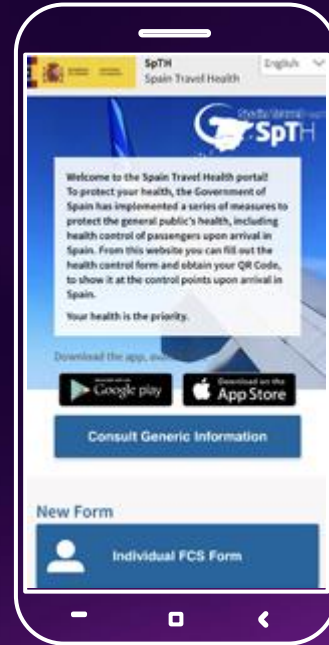 SpTH
Spain Travel Health
English
SpTH
Welcome to the Spain Travel Health portal!
To protect your health, the Government of
Spain has implemented a series of measures to
protect the general public's health, including
health control of passengers upon arrival in
Spain. From this website you can fill out the
health control form and obtain your QR Code,
to show it at the control points upon arrival in
Spain.
Your health is the priority.
Download the app,
Google play
Download on the
App Store
Consult Generic Information
New Form
Individual FCS Form